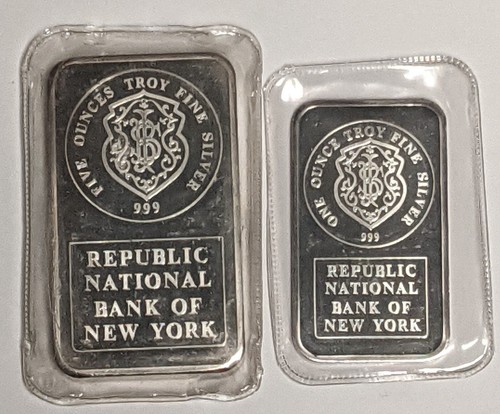 FIVE OUNCES TROY FINE SILVER
999
REPUBLIC
NATIONAL
BANK OF
NEW YORK
ONE OUNCE TROY FINE SILVER
999
REPUBLIC
NATIONAL
BANK OF
NEW YORK